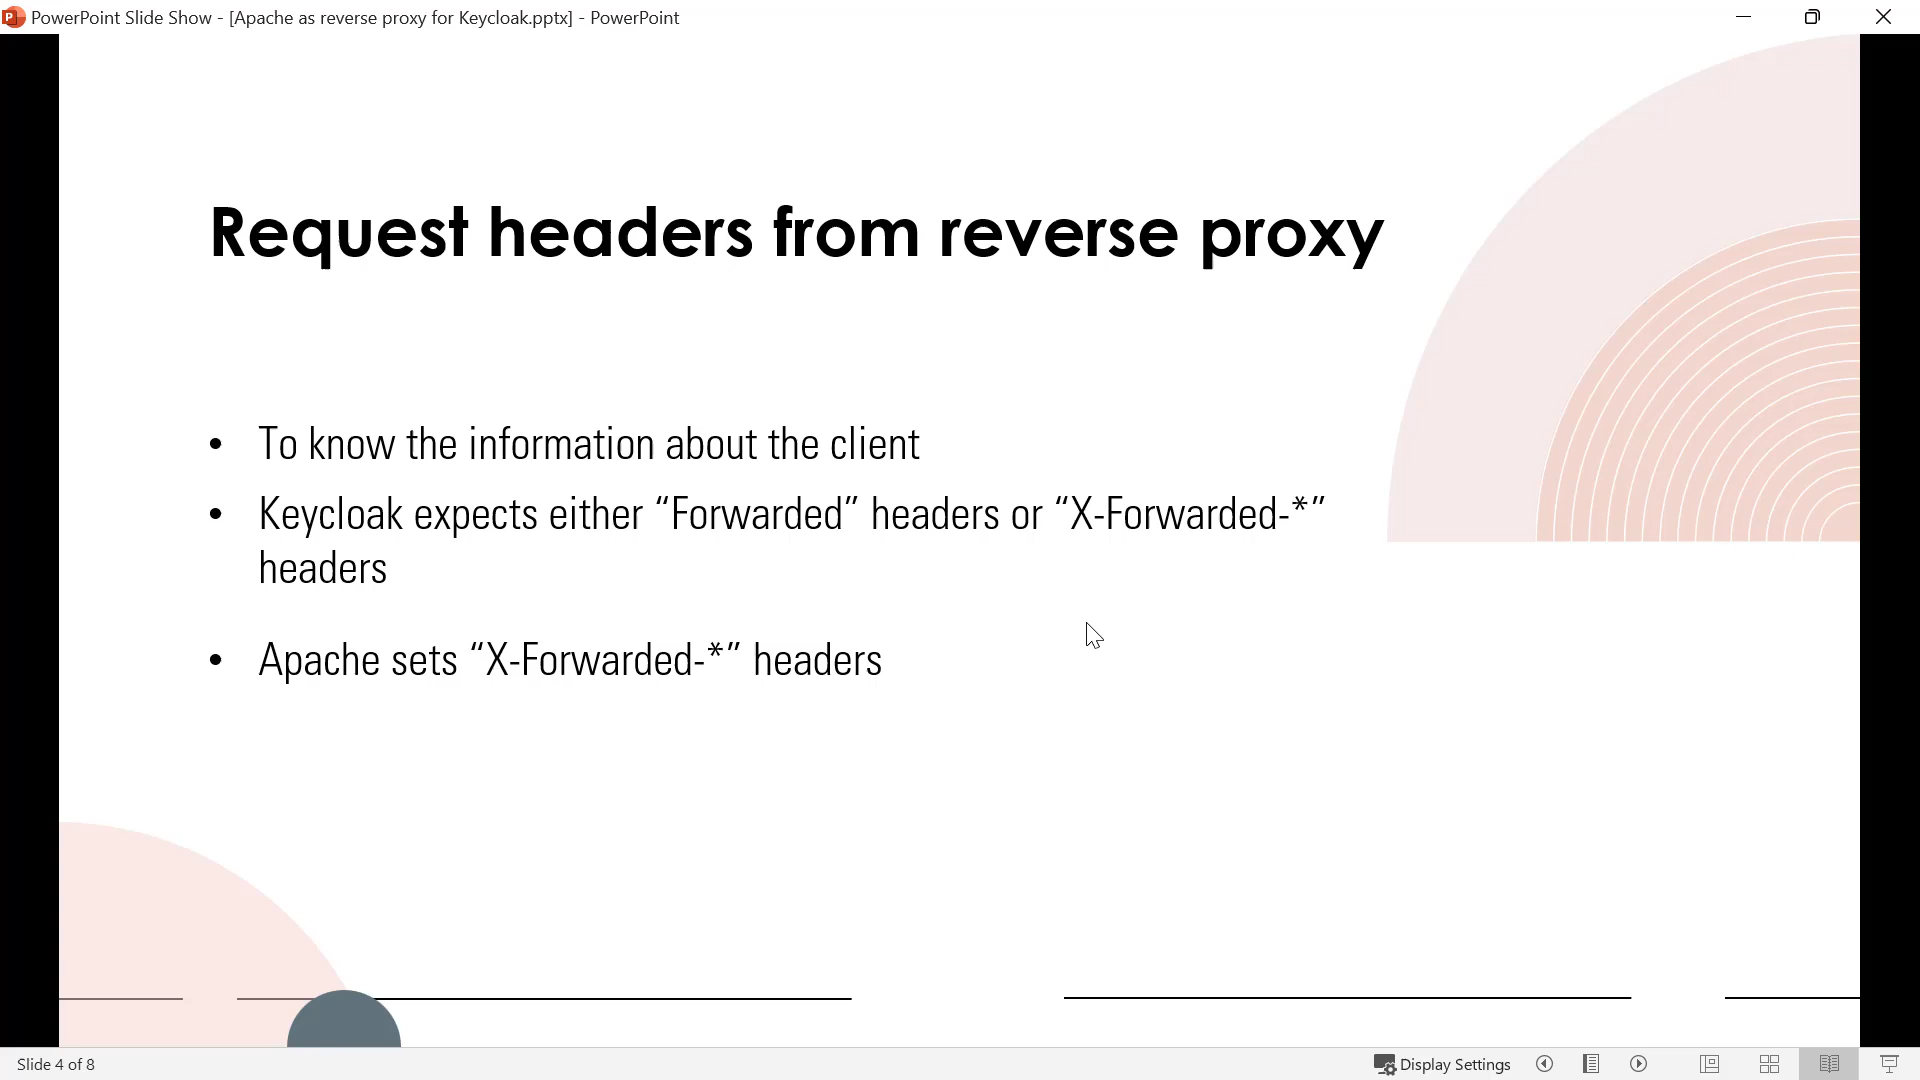 PowerPoint Slide Show - [Apache as reverse proxy for Keycloak.pptx] - PowerPoint
Request headers from reverse proxy
• To know the information about the client
• Keycloak expects either “Forwarded” headers or “X-Forwarded-*”
headers
• Apache sets “X-Forwarded-*” headers
Slide 4 of 8
Display Settings